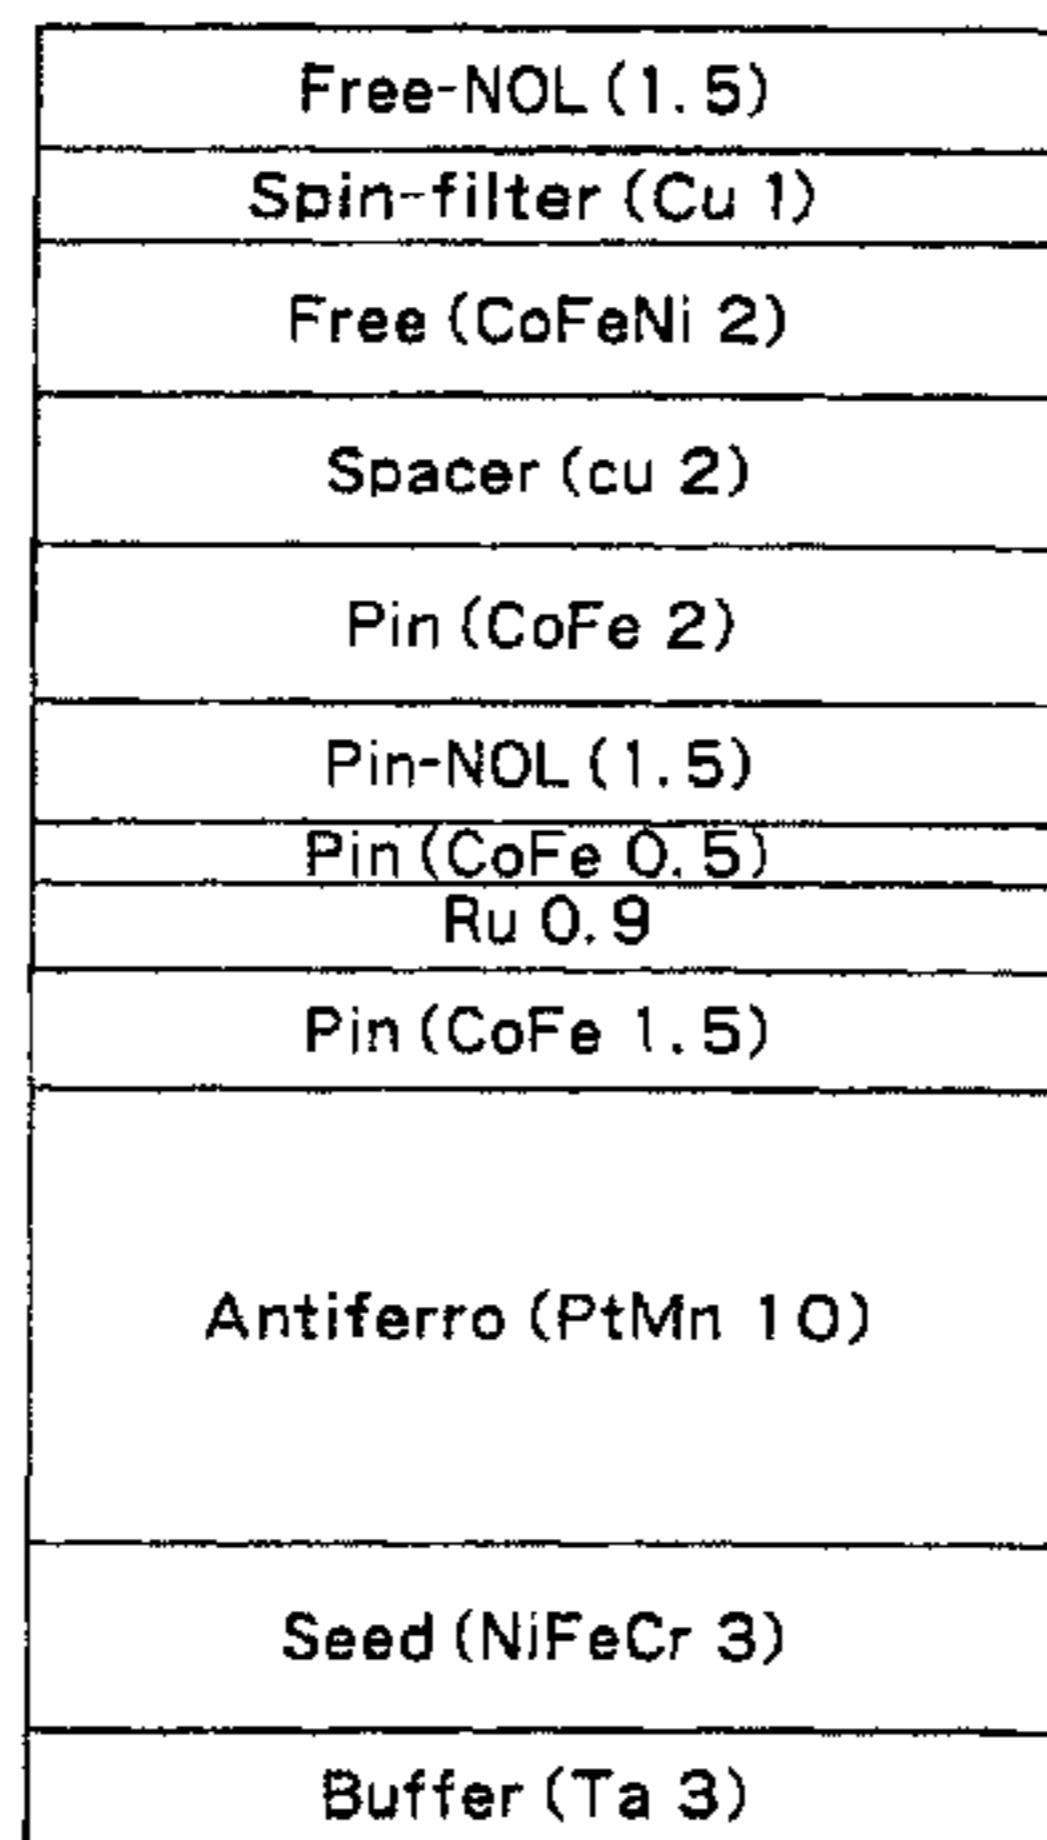 Free-NOL (1.5)
Spin-filter (Cu 1)
Free (CoFeNi 2)
Spacer (cu 2)
Pin (CoFe 2)
Pin-NOL (1.5)
Pin (CoFe 0.5)
Ru 0.9
Pin (CoFe 1.5)
Antiferro (PtMn 10)
Seed (NiFeCr 3)
Buffer (Ta 3)